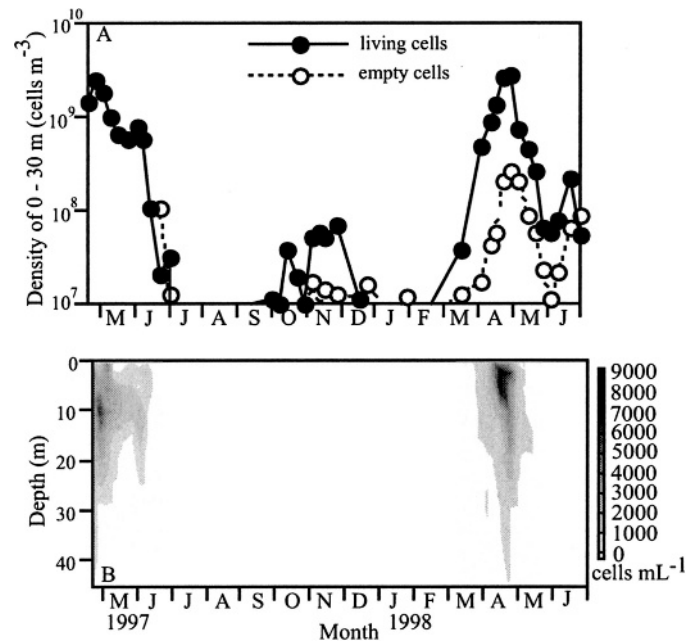 10^10
A
living cells
empty cells
10^9
10^8
10^7
Density of 0 - 30 m (cells m^-3)
M J J A S O N D J F M A M J
0
10
20
30
40
Depth (m)
B
9000
8000
7000
6000
5000
4000
3000
2000
1000
0
cells mL^-1
M J J A S O N D J F M A M J
1997 1998
Month